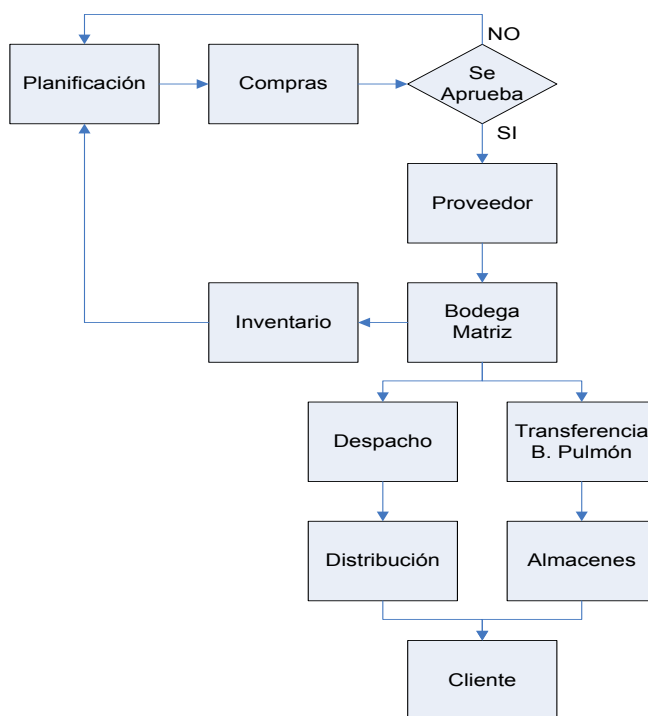 NO
Planificación
Compras
Se
Aprueba
SI
Proveedor
Inventario
Bodega
Matriz
Despacho
Transferencia
B. Pulmón
Distribución
Almacenes
Cliente